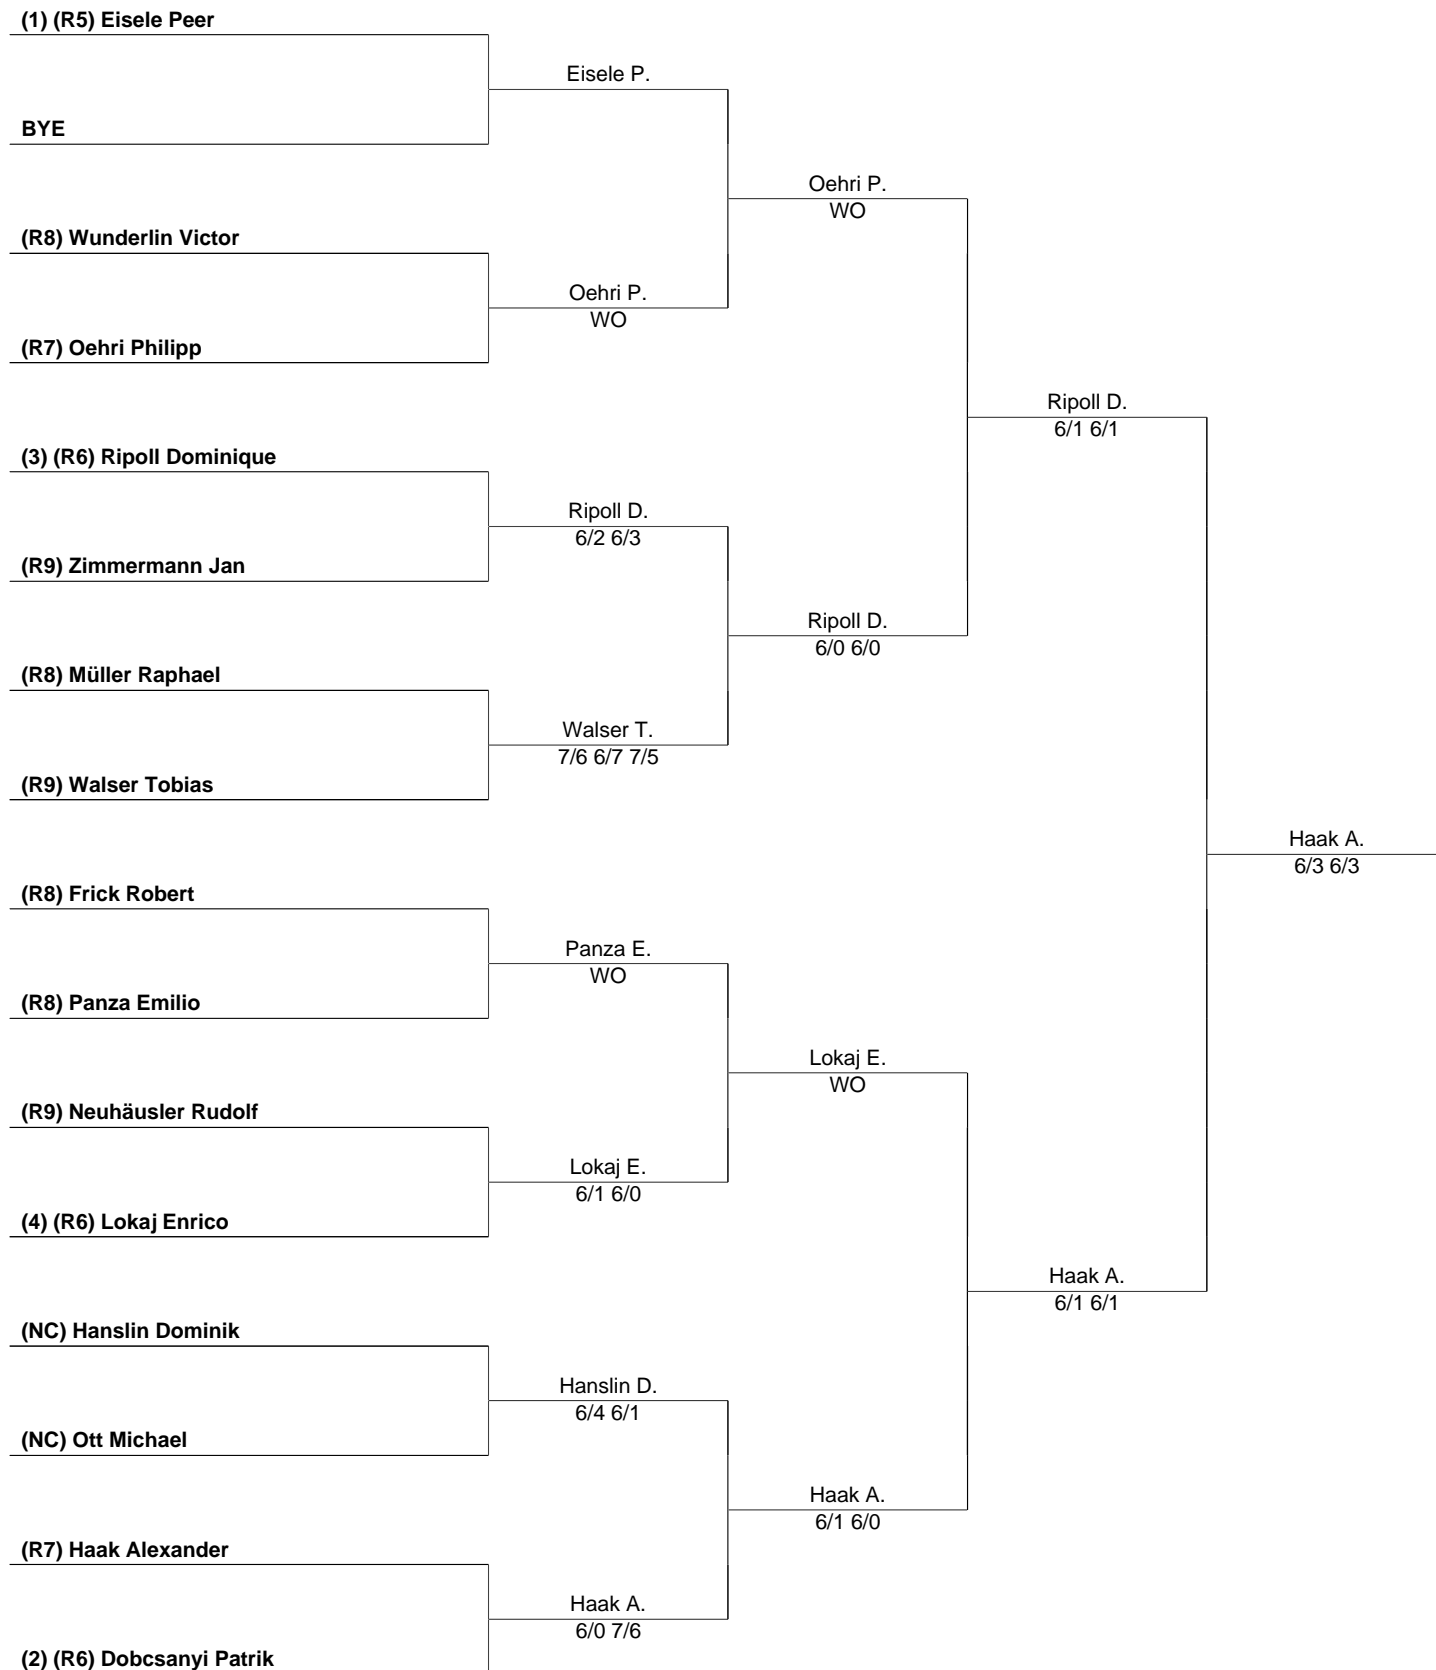 (1) (R5) Eisele Peer
Eisele P.
BYE
Oehri P.
WO
(R8) Wunderlin Victor
Oehri P.
WO
(R7) Oehri Philipp
Ripoll D.
6/1 6/1
(3) (R6) Ripoll Dominique
Ripoll D.
6/2 6/3
(R9) Zimmermann Jan
Ripoll D.
6/0 6/0
(R8) Müller Raphael
Walser T.
7/6 6/7 7/5
(R9) Walser Tobias
Haak A.
6/3 6/3
(R8) Frick Robert
Panza E.
WO
(R8) Panza Emilio
Lokaj E.
WO
(R9) Neuhäusler Rudolf
Lokaj E.
6/1 6/0
(4) (R6) Lokaj Enrico
Haak A.
6/1 6/1
(NC) Hanslin Dominik
Hanslin D.
6/4 6/1
(NC) Ott Michael
Haak A.
6/1 6/0
(R7) Haak Alexander
Haak A.
6/0 7/6
(2) (R6) Dobcsanyi Patrik